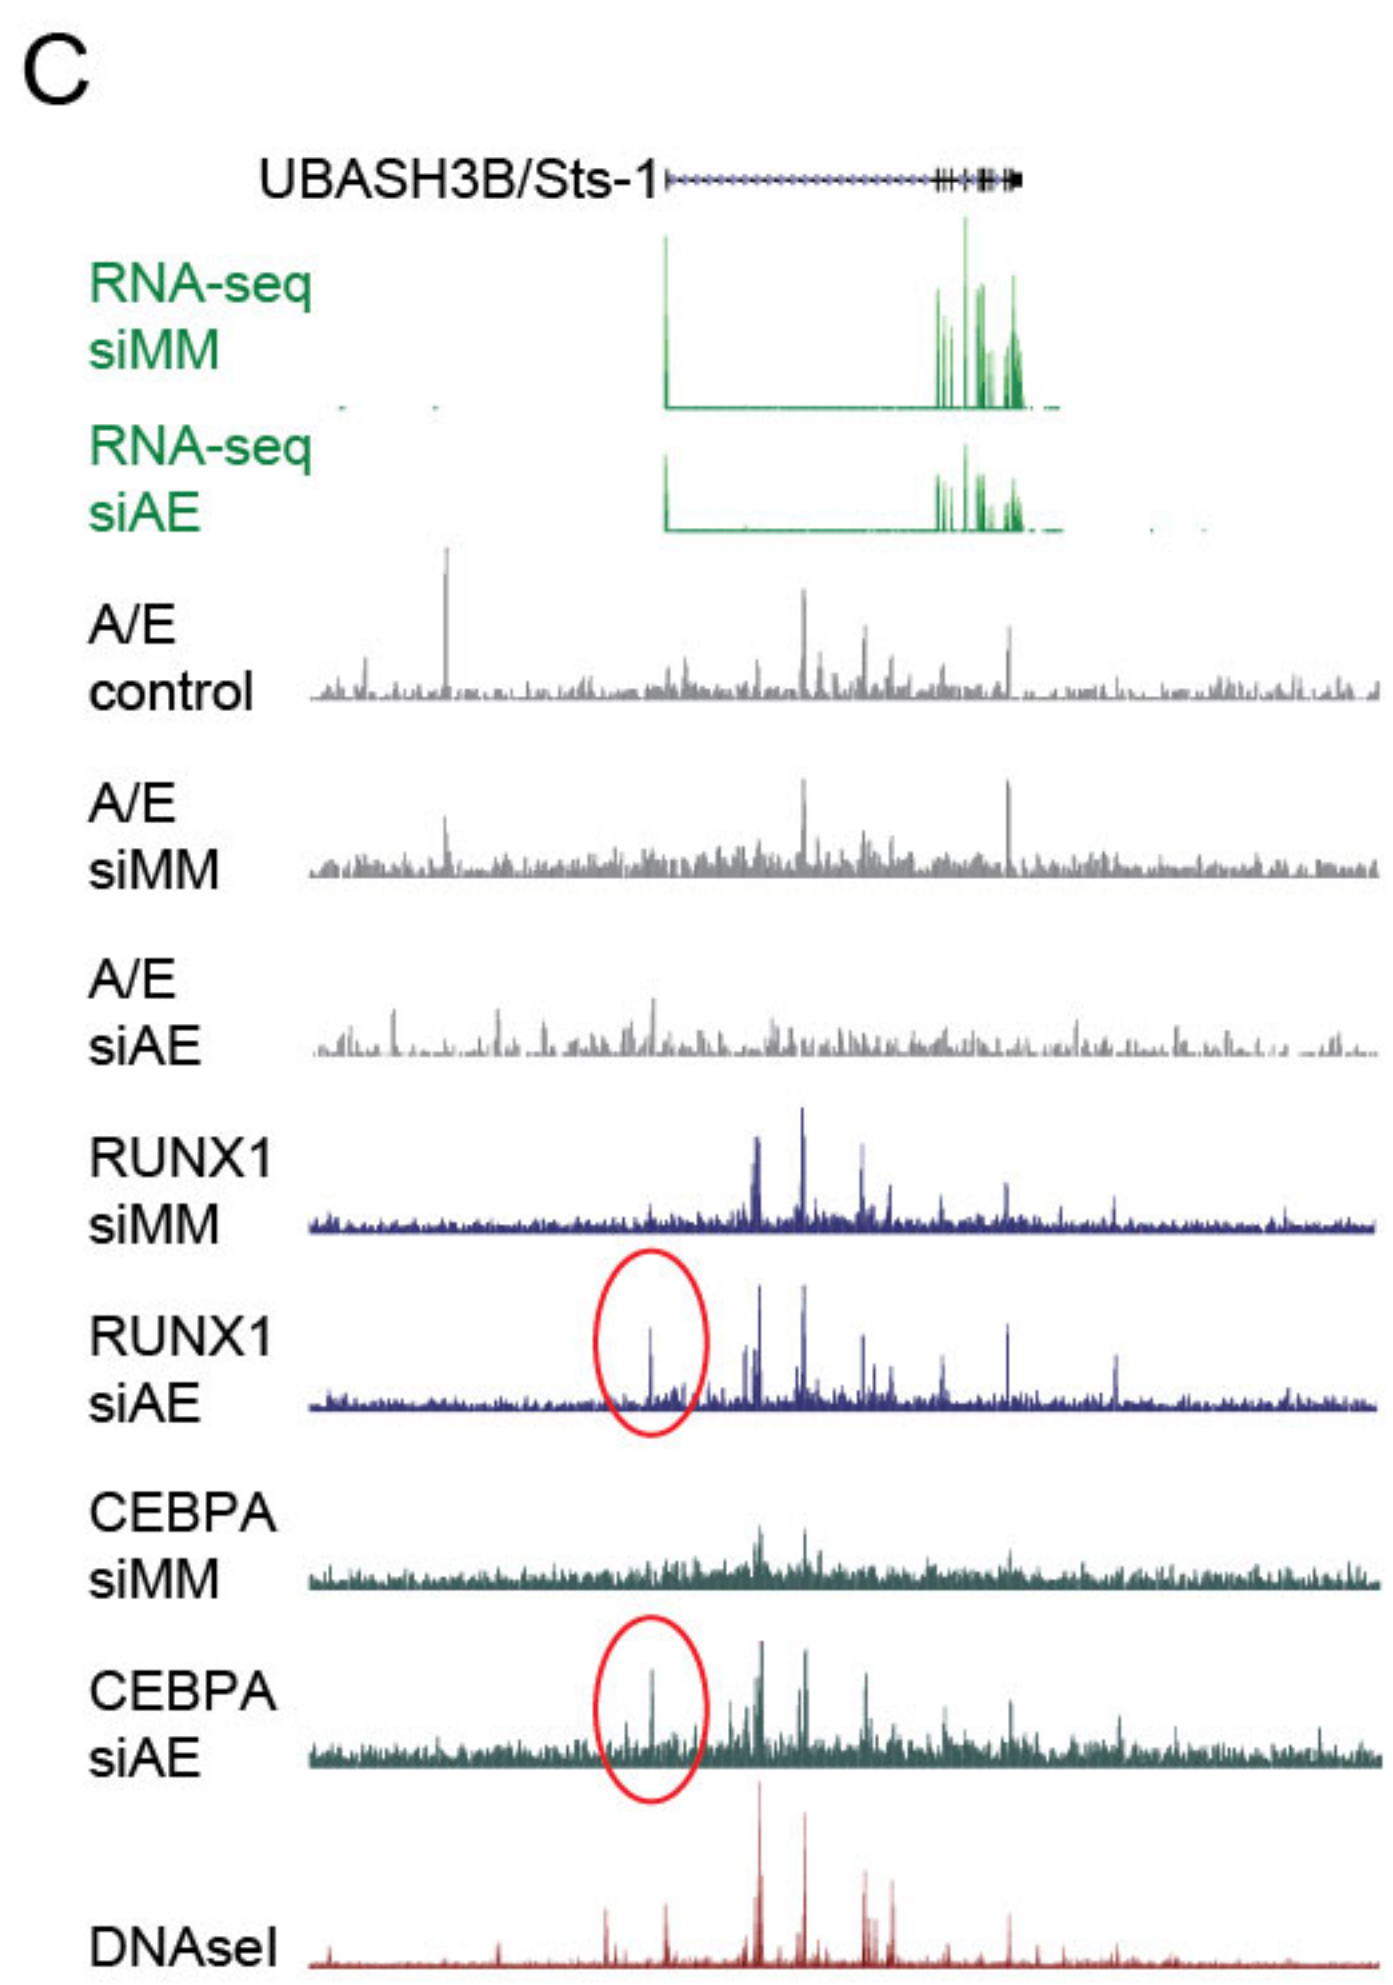 C
UBASH3B/Sts-1
RNA-seq
siMM
RNA-seq
siAE
A/E
control
A/E
siMM
A/E
siAE
RUNX1
siMM
RUNX1
siAE
CEBPA
siMM
CEBPA
siAE
DNAseI